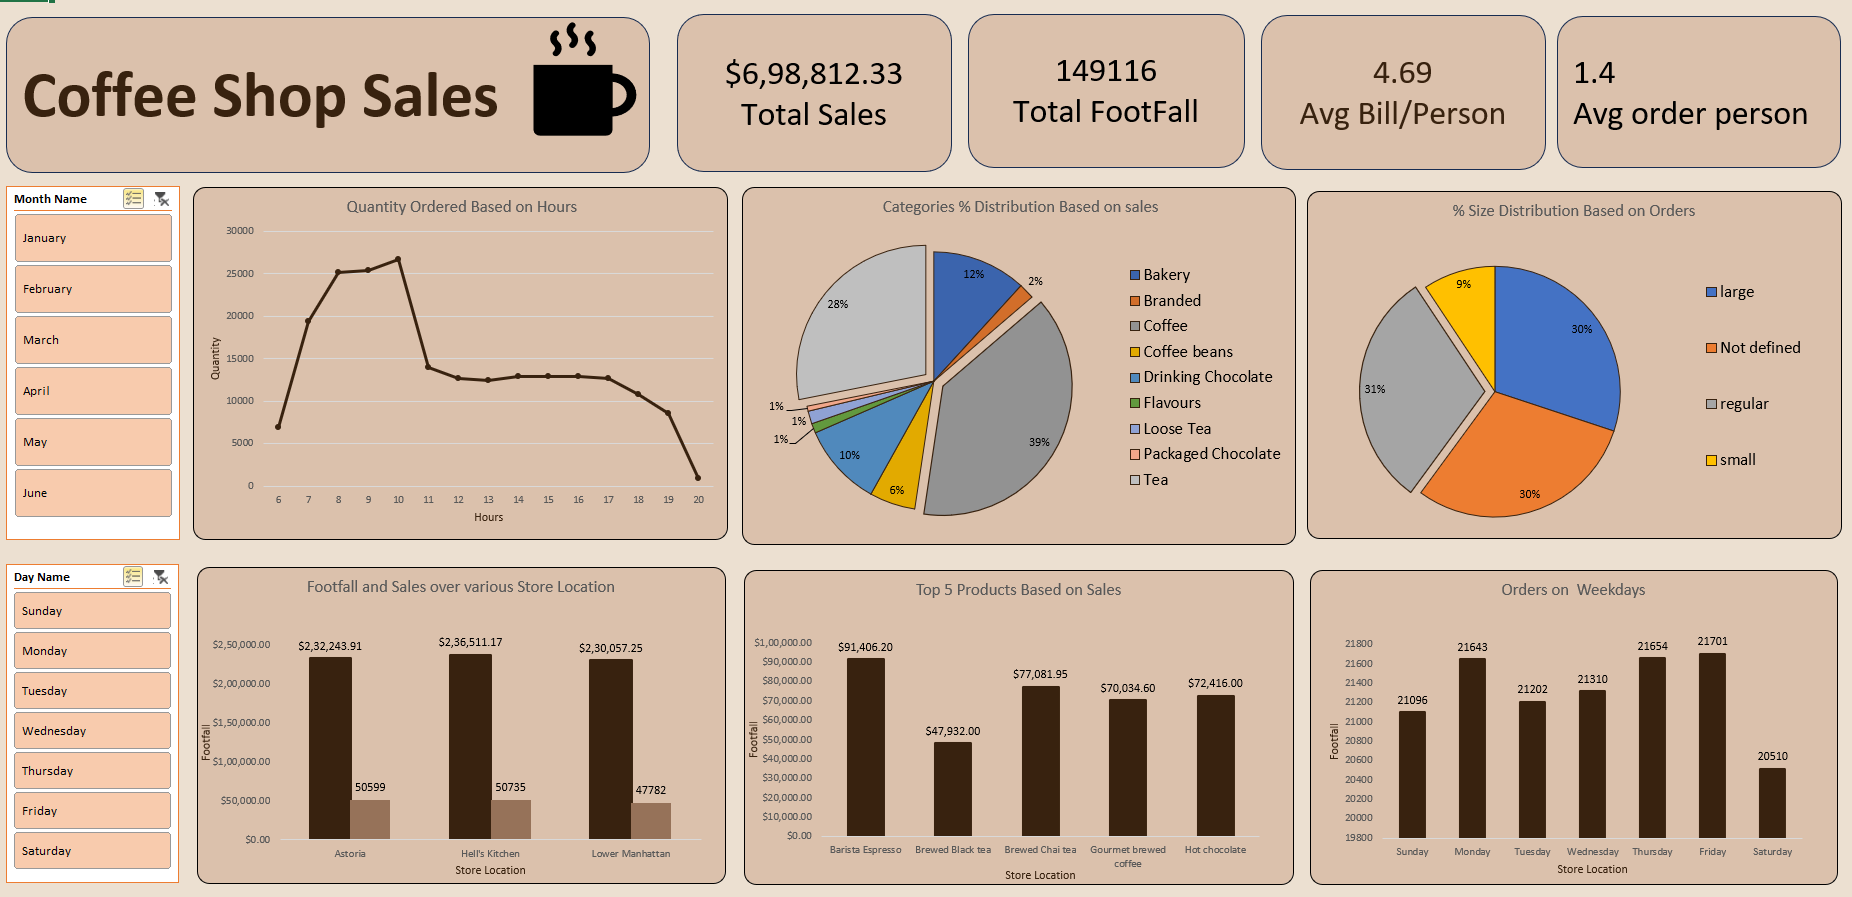 Coffee Shop Sales
$6,98,812.33
Total Sales
149116
Total FootFall
4.69
Avg Bill/Person
1.4
Avg order person
Month Name
January
February
March
April
May
June
Quantity Ordered Based on Hours
30000
25000
20000
15000
10000
5000
0
Quantity
6 7 8 9 10 11 12 13 14 15 16 17 18 19 20
Hours
Categories % Distribution Based on sales
12%
2%
39%
6%
10%
1%
1%
1%
28%
Bakery
Branded
Coffee
Coffee beans
Drinking Chocolate
Flavours
Loose Tea
Packaged Chocolate
Tea
% Size Distribution Based on Orders
30%
30%
31%
9%
large
Not defined
regular
small
Day Name
Sunday
Monday
Tuesday
Wednesday
Thursday
Friday
Saturday
Footfall and Sales over various Store Location
$2,50,000.00
$2,00,000.00
$1,50,000.00
$1,00,000.00
$50,000.00
$0.00
Footfall
$2,32,243.91
50599
$2,36,511.17
50735
$2,30,057.25
47782
Astoria
Hell's Kitchen
Lower Manhattan
Store Location
Top 5 Products Based on Sales
$1,00,000.00
$90,000.00
$80,000.00
$70,000.00
$60,000.00
$50,000.00
$40,000.00
$30,000.00
$20,000.00
$10,000.00
$0.00
Footfall
$91,406.20
$47,932.00
$77,081.95
$70,034.60
$72,416.00
Barista Espresso
Brewed Black tea
Brewed Chai tea
Gourmet brewed
coffee
Hot chocolate
Store Location
Orders on  Weekdays
21800
21600
21400
21200
21000
20800
20600
20400
20200
20000
19800
Footfall
21096
21643
21202
21310
21654
21701
20510
Sunday
Monday
Tuesday
Wednesday
Thursday
Friday
Saturday
Store Location